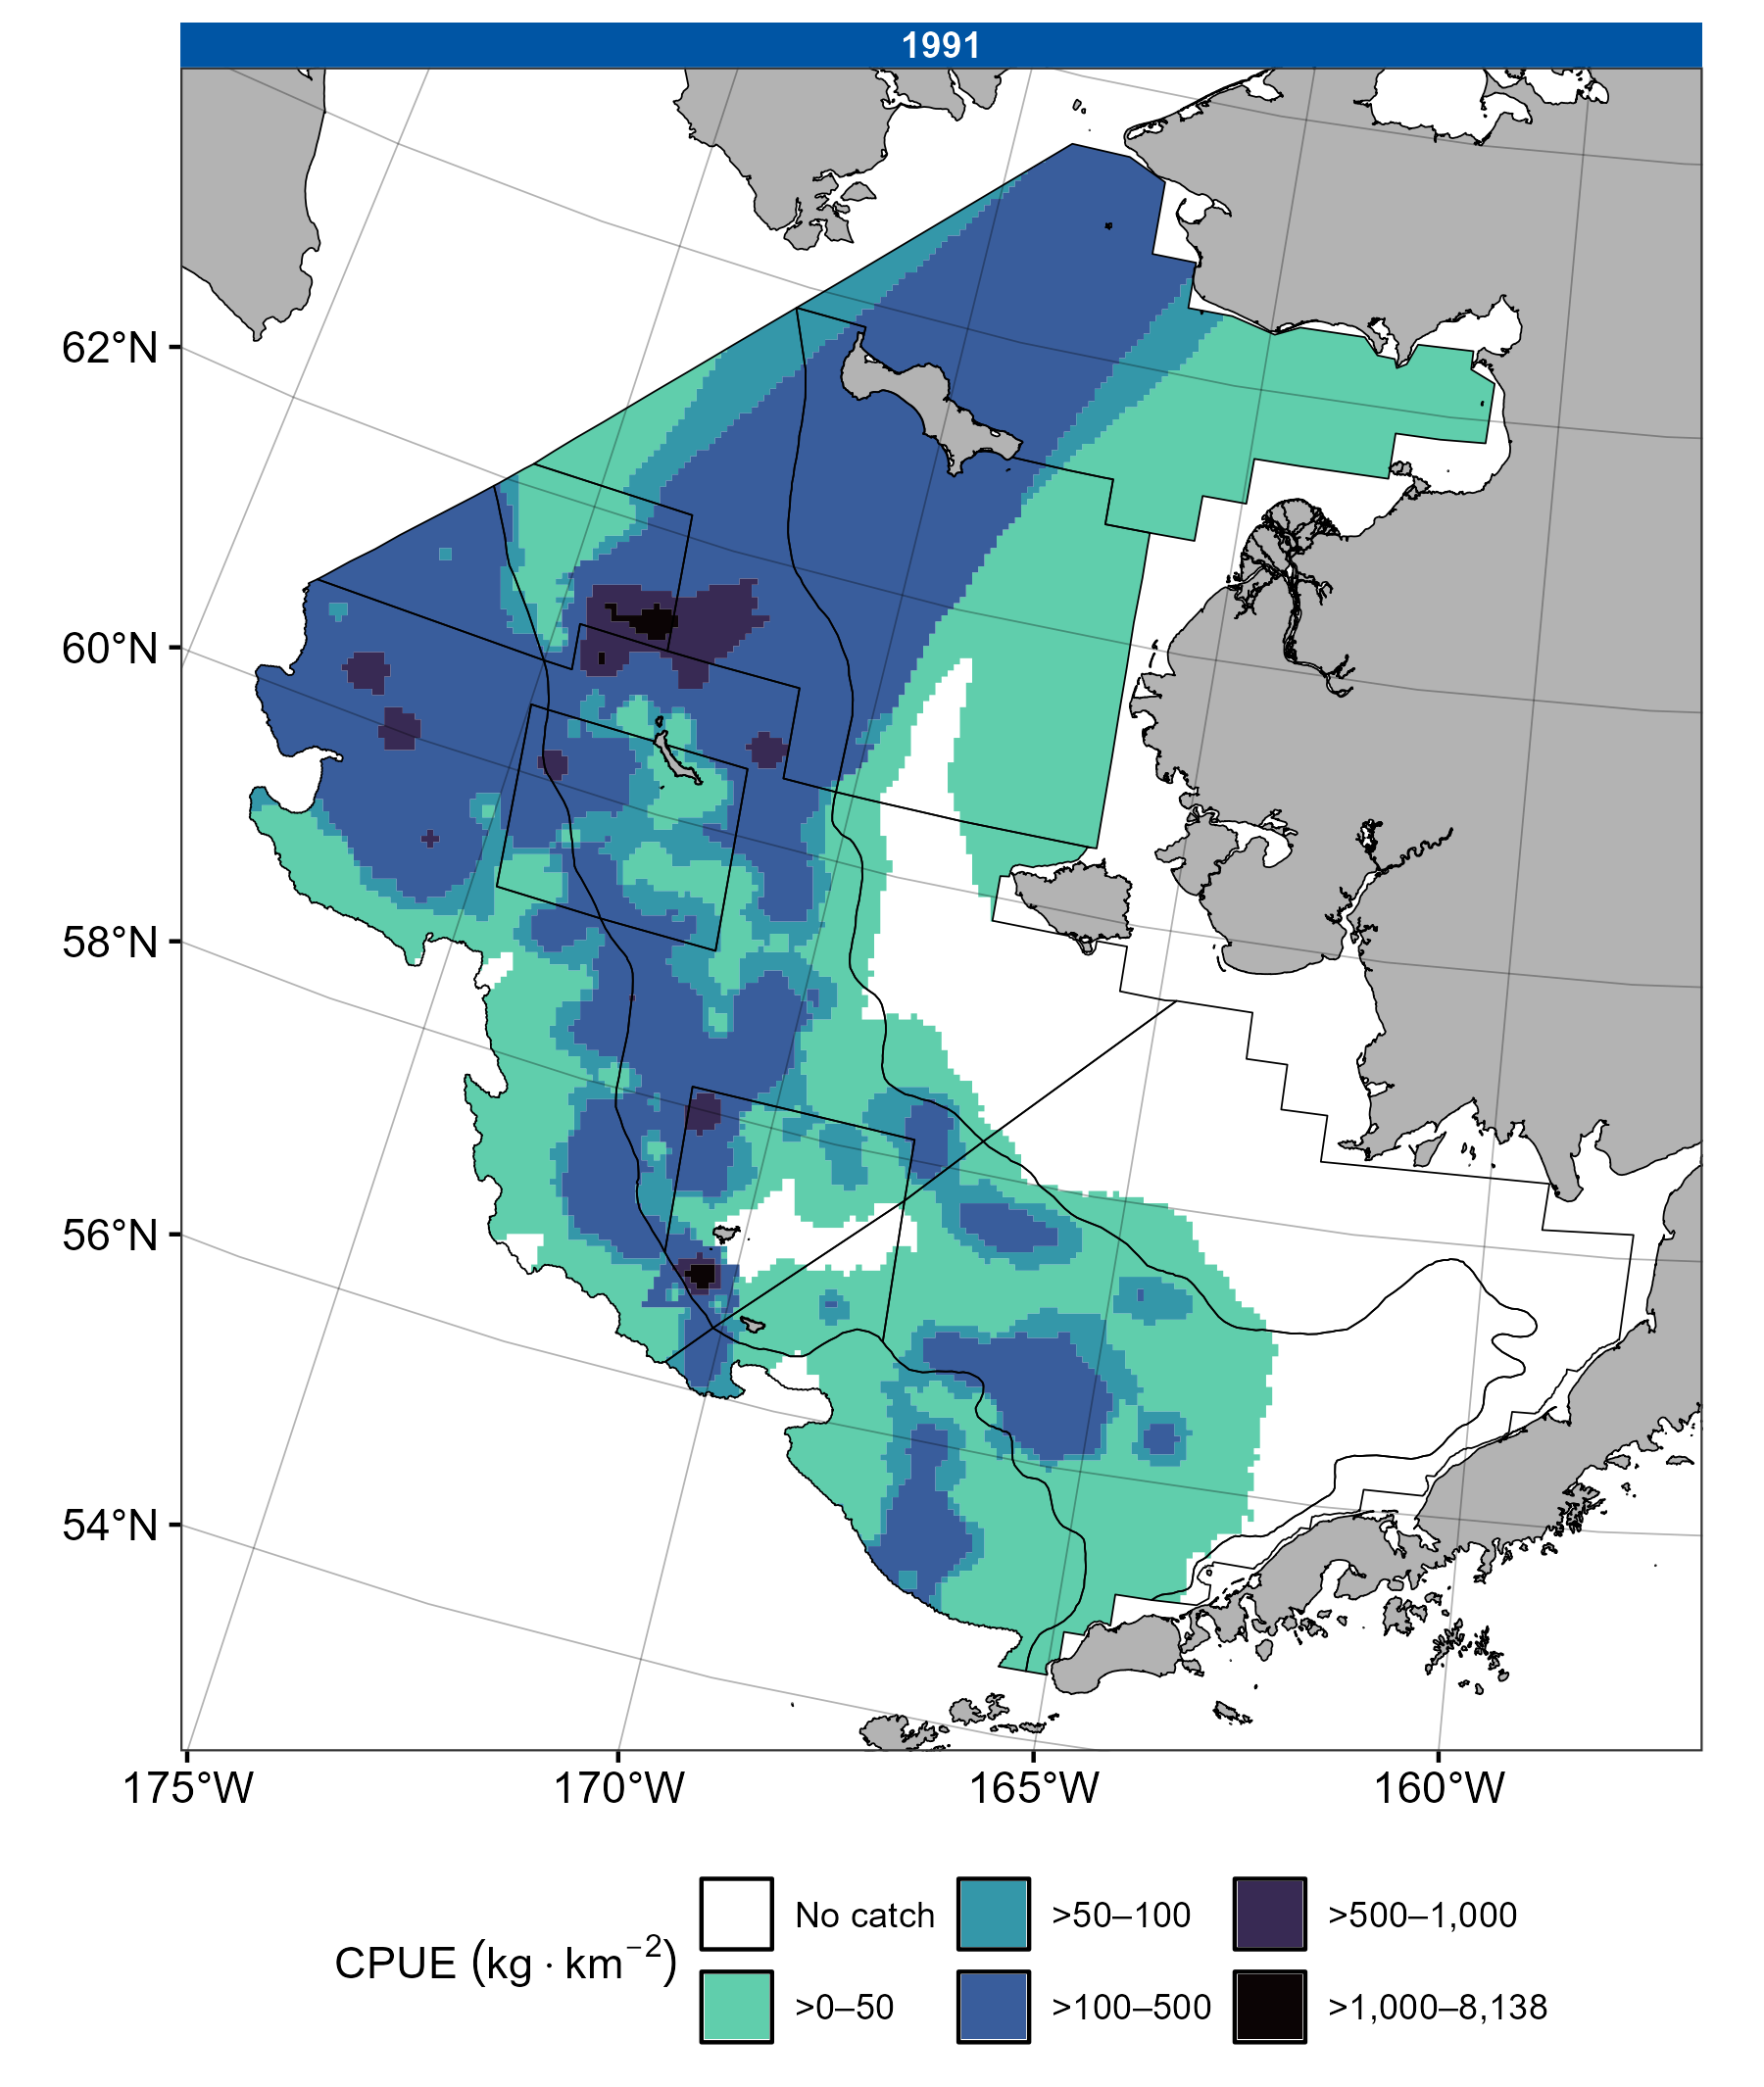 1991
62°N
60°N
58°N
56°N
54°N
175°W 170°W 165°W 160°W
CPUE (kg · km⁻²)
No catch >50–100 >500–1,000
>0–50 >100–500 >1,000–8,138